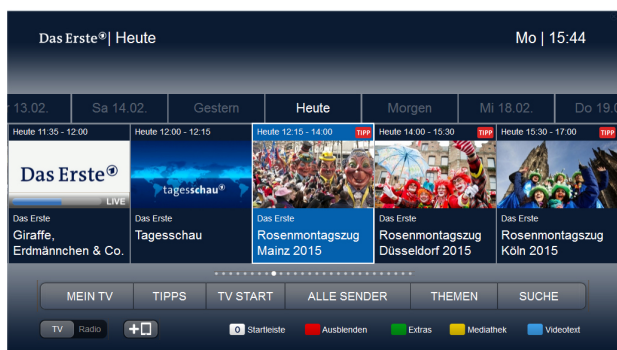 Das Erste | Heute
Mo | 15:44
13.02. Sa 14.02. Gestern Heute Morgen Mi 18.02. Do 19.0
Heute 11:35 - 12:00
Das Erste
LIVE
Das Erste
Giraffe,
Erdmännchen & Co.
Heute 12:00 - 12:15
tagesschau
Das Erste
Tagesschau
Heute 12:15 - 14:00 TIPP
Das Erste
Rosenmontagszug
Mainz 2015
Heute 14:00 - 15:30 TIPP
Das Erste
Rosenmontagszug
Düsseldorf 2015
Heute 15:30 - 17:00 TIPP
Das Erste
Rosenmontagszug
Köln 2015
MEIN TV TIPPS TV START ALLE SENDER THEMEN SUCHE
TV Radio + 0 Startleiste Ausblenden Extras Mediathek Videotext